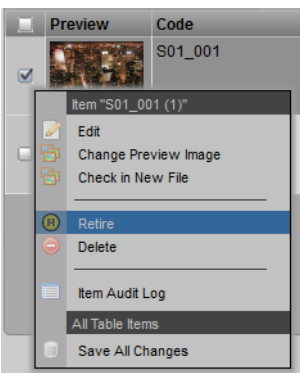 Preview Code
S01_001
Item "S01_001 (1)"
Edit
Change Preview Image
Check in New File
R Retire
Delete
Item Audit Log
All Table Items
Save All Changes